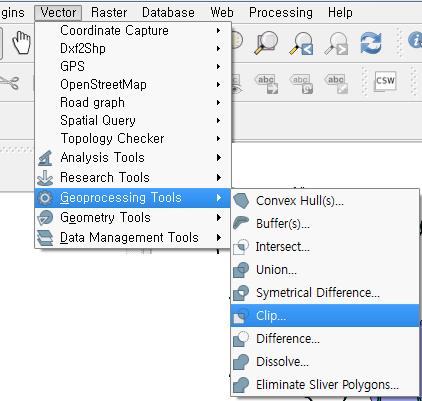 gins Vector Raster Database Web Processing Help
Coordinate Capture
Dxf2Shp
GPS
OpenStreetMap
Road graph
Spatial Query
Topology Checker
Analysis Tools
Research Tools
Geoprocessing Tools
Geometry Tools
Data Management Tools
Convex Hull(s)...
Buffer(s)...
Intersect...
Union...
Symetrical Difference...
Clip...
Difference...
Dissolve...
Eliminate Sliver Polygons...
abc abc abc CSW